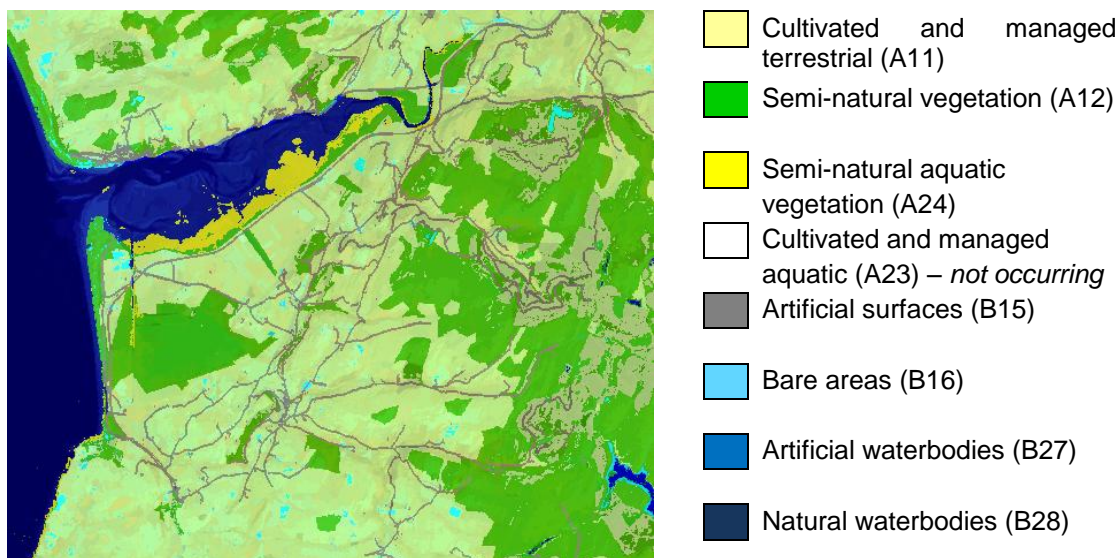 Cultivated and managed
terrestrial (A11)
Semi-natural vegetation (A12)
Semi-natural aquatic
vegetation (A24)
Cultivated and managed
aquatic (A23) – not occurring
Artificial surfaces (B15)
Bare areas (B16)
Artificial waterbodies (B27)
Natural waterbodies (B28)